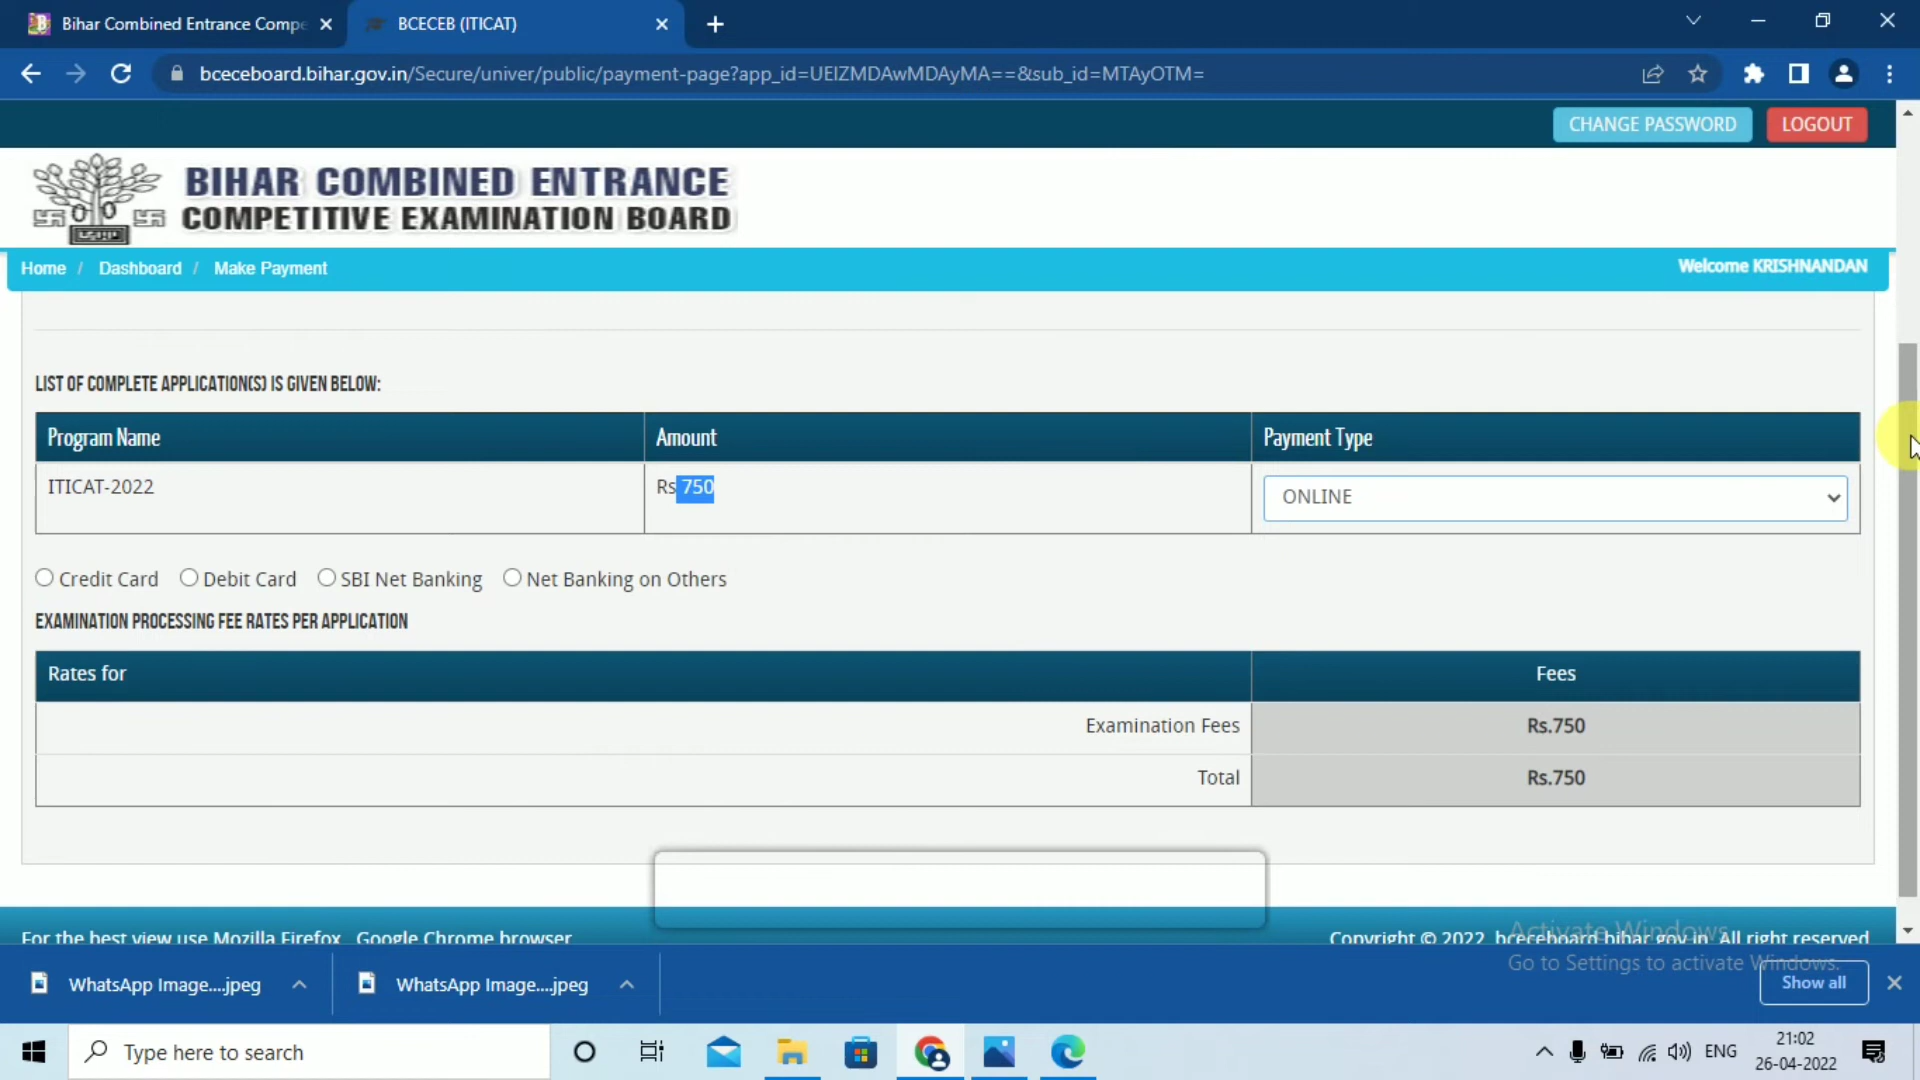 Bihar Combined Entrance Compe
BCECEB (ITICAT)
bceceboard.bihar.gov.in/Secure/univer/public/payment-page?app_id=UElZMDAwMDAyMA==&sub_id=MTAyOTM=
CHANGE PASSWORD
LOGOUT
BIHAR COMBINED ENTRANCE
COMPETITIVE EXAMINATION BOARD
Home / Dashboard / Make Payment
Welcome KRISHNANDAN
LIST OF COMPLETE APPLICATION(S) IS GIVEN BELOW:
Program Name Amount Payment Type
ITICAT-2022 Rs 750 ONLINE
Credit Card Debit Card SBI Net Banking Net Banking on Others
EXAMINATION PROCESSING FEE RATES PER APPLICATION
Rates for Fees
Examination Fees Rs.750
Total Rs.750
For the best view use Mozilla Firefox, Google Chrome browser
Copyright © 2022 bceceboard.bihar.gov.in. All right reserved
Activate Windows
Go to Settings to activate Windows.
WhatsApp Image....jpeg
WhatsApp Image....jpeg
Show all
Type here to search
ENG
21:02
26-04-2022